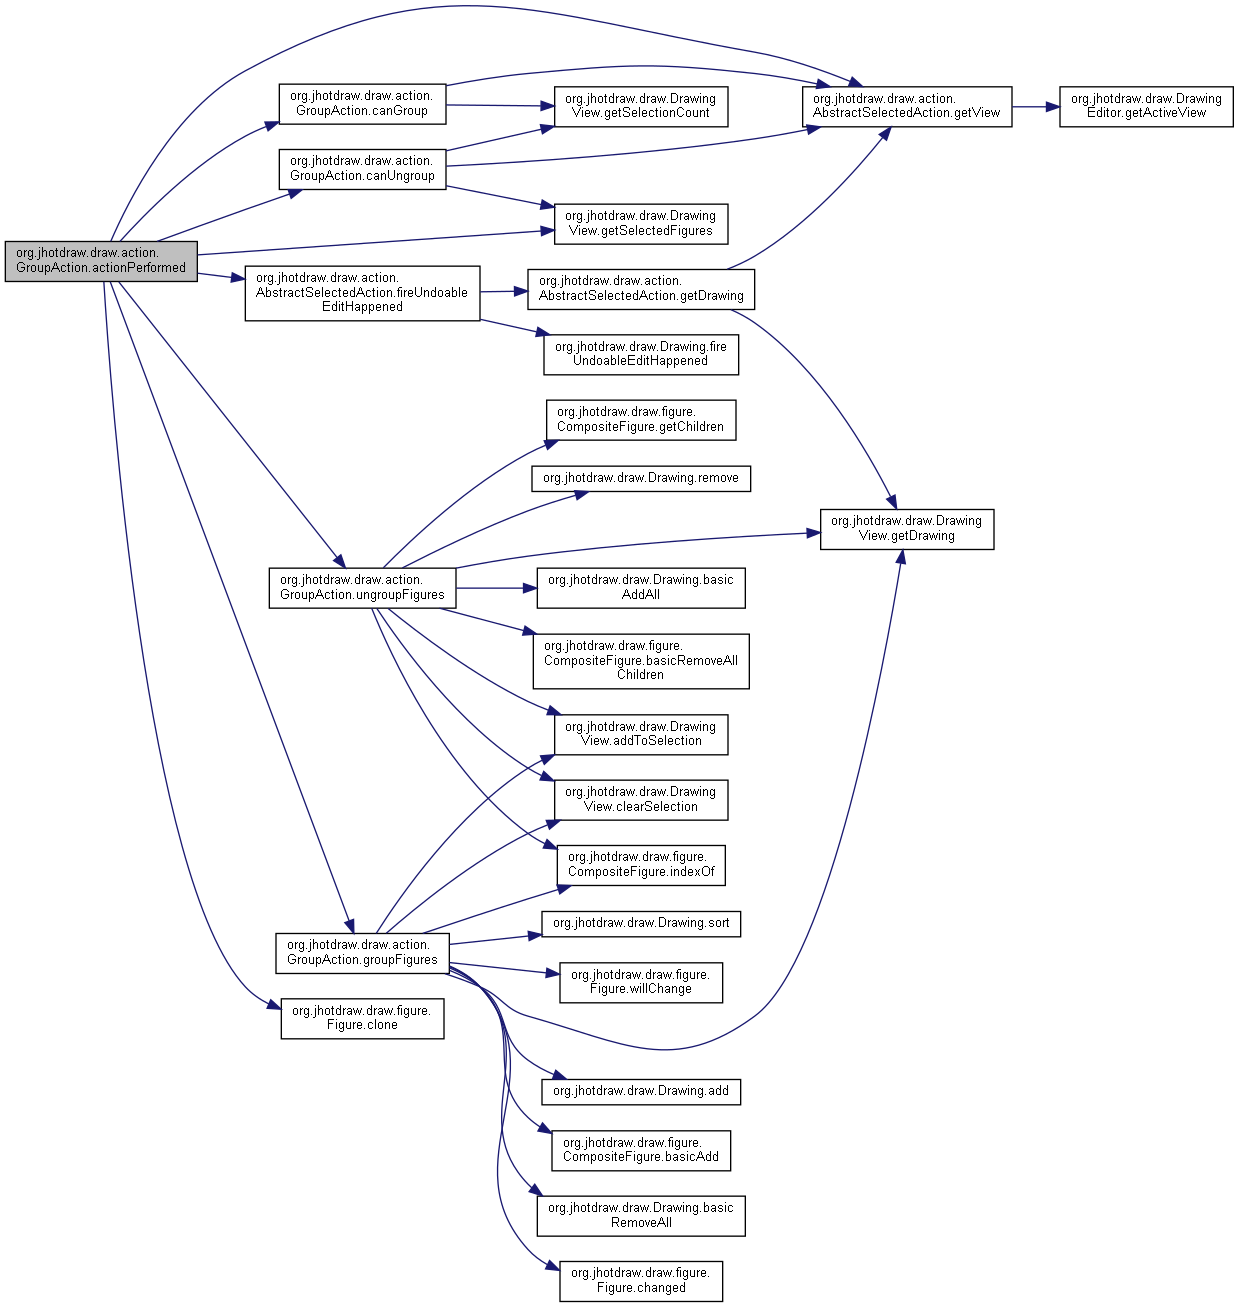 org.jhotdraw.draw.action.
GroupAction.actionPerformed
org.jhotdraw.draw.action.
GroupAction.canGroup
org.jhotdraw.draw.action.
GroupAction.canUngroup
org.jhotdraw.draw.action.
AbstractSelectedAction.fireUndoable
EditHappened
org.jhotdraw.draw.action.
GroupAction.ungroupFigures
org.jhotdraw.draw.action.
GroupAction.groupFigures
org.jhotdraw.draw.figure.
Figure.clone
org.jhotdraw.draw.Drawing
View.getSelectionCount
org.jhotdraw.draw.Drawing
View.getSelectedFigures
org.jhotdraw.draw.action.
AbstractSelectedAction.getDrawing
org.jhotdraw.draw.Drawing.fire
UndoableEditHappened
org.jhotdraw.draw.figure.
CompositeFigure.getChildren
org.jhotdraw.draw.Drawing.remove
org.jhotdraw.draw.Drawing.basic
AddAll
org.jhotdraw.draw.figure.
CompositeFigure.basicRemoveAll
Children
org.jhotdraw.draw.Drawing
View.addToSelection
org.jhotdraw.draw.Drawing
View.clearSelection
org.jhotdraw.draw.figure.
CompositeFigure.indexOf
org.jhotdraw.draw.Drawing.sort
org.jhotdraw.draw.figure.
Figure.willChange
org.jhotdraw.draw.Drawing.add
org.jhotdraw.draw.figure.
CompositeFigure.basicAdd
org.jhotdraw.draw.Drawing.basic
RemoveAll
org.jhotdraw.draw.figure.
Figure.changed
org.jhotdraw.draw.action.
AbstractSelectedAction.getView
org.jhotdraw.draw.Drawing
View.getDrawing
org.jhotdraw.draw.Drawing
Editor.getActiveView